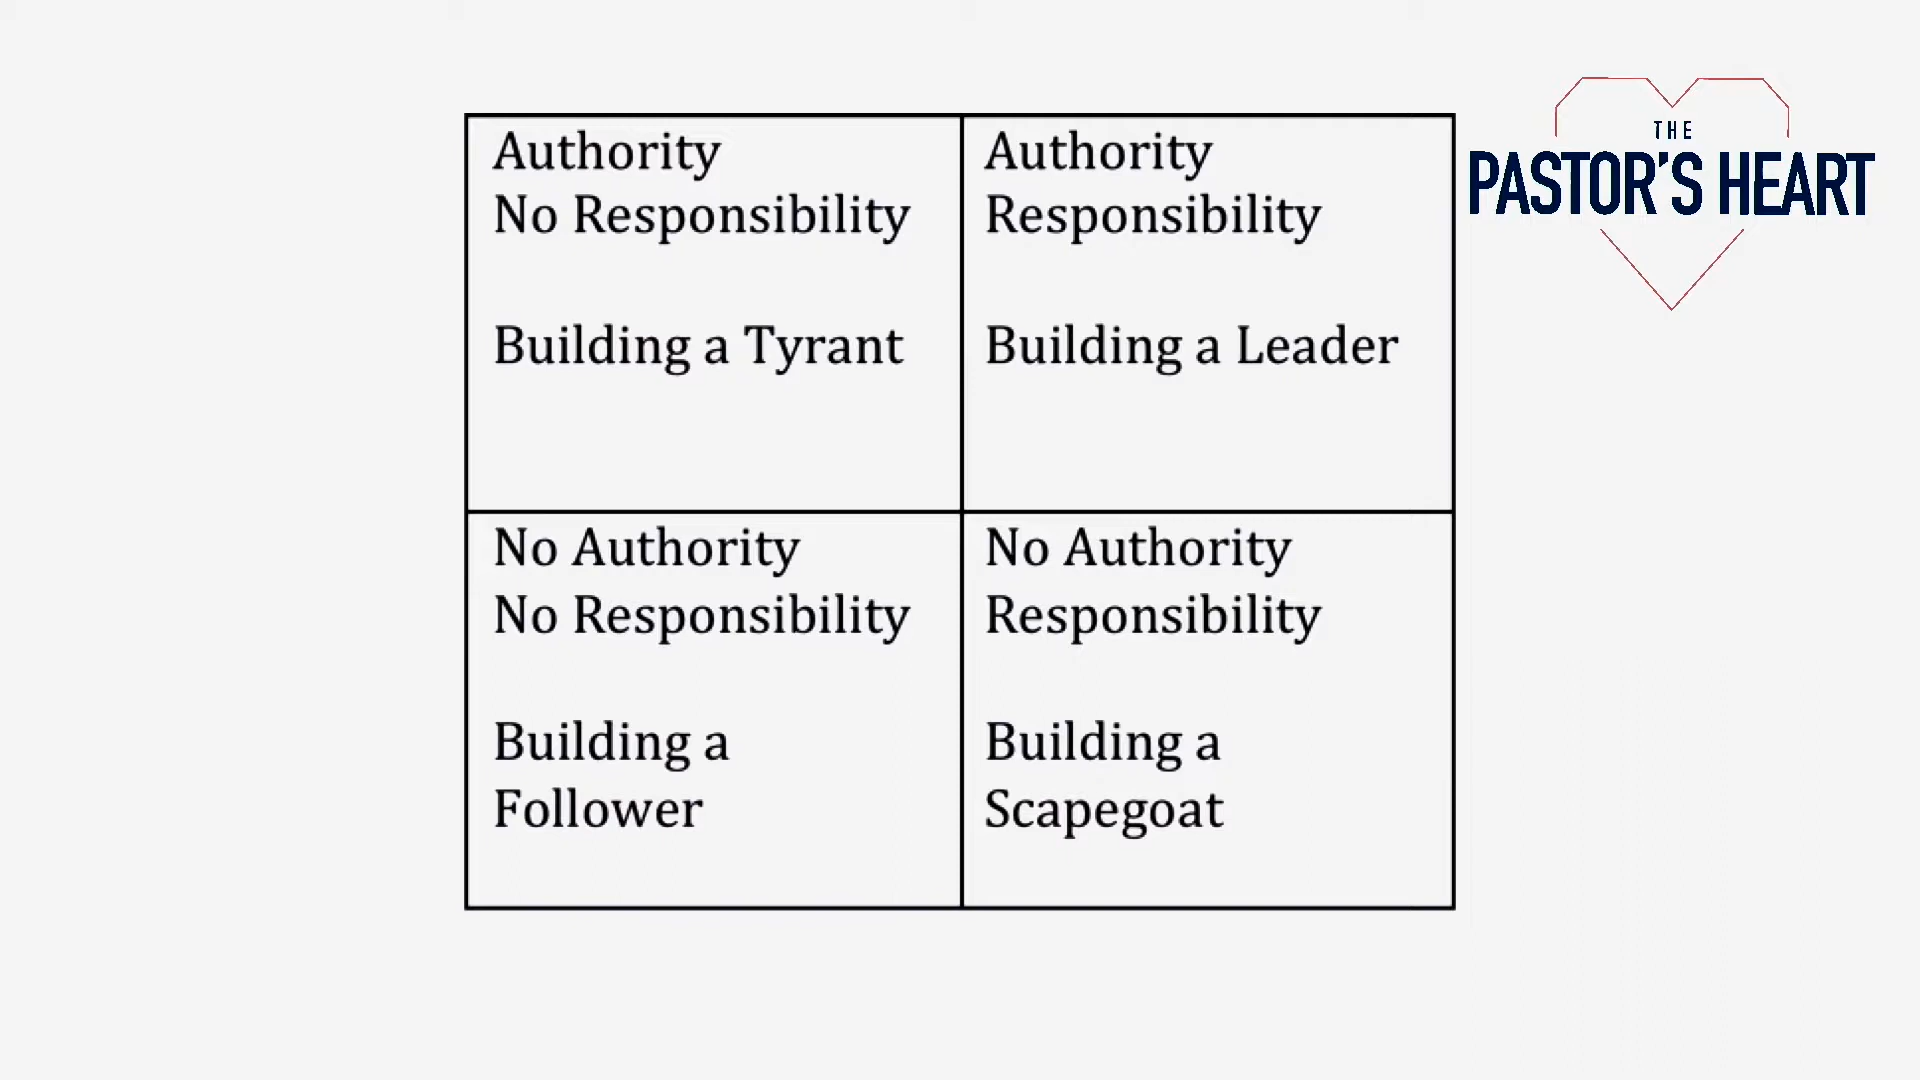 Authority
No Responsibility
Building a Tyrant
Authority
Responsibility
Building a Leader
No Authority
No Responsibility
Building a
Follower
No Authority
Responsibility
Building a
Scapegoat
THE
PASTOR'S HEART